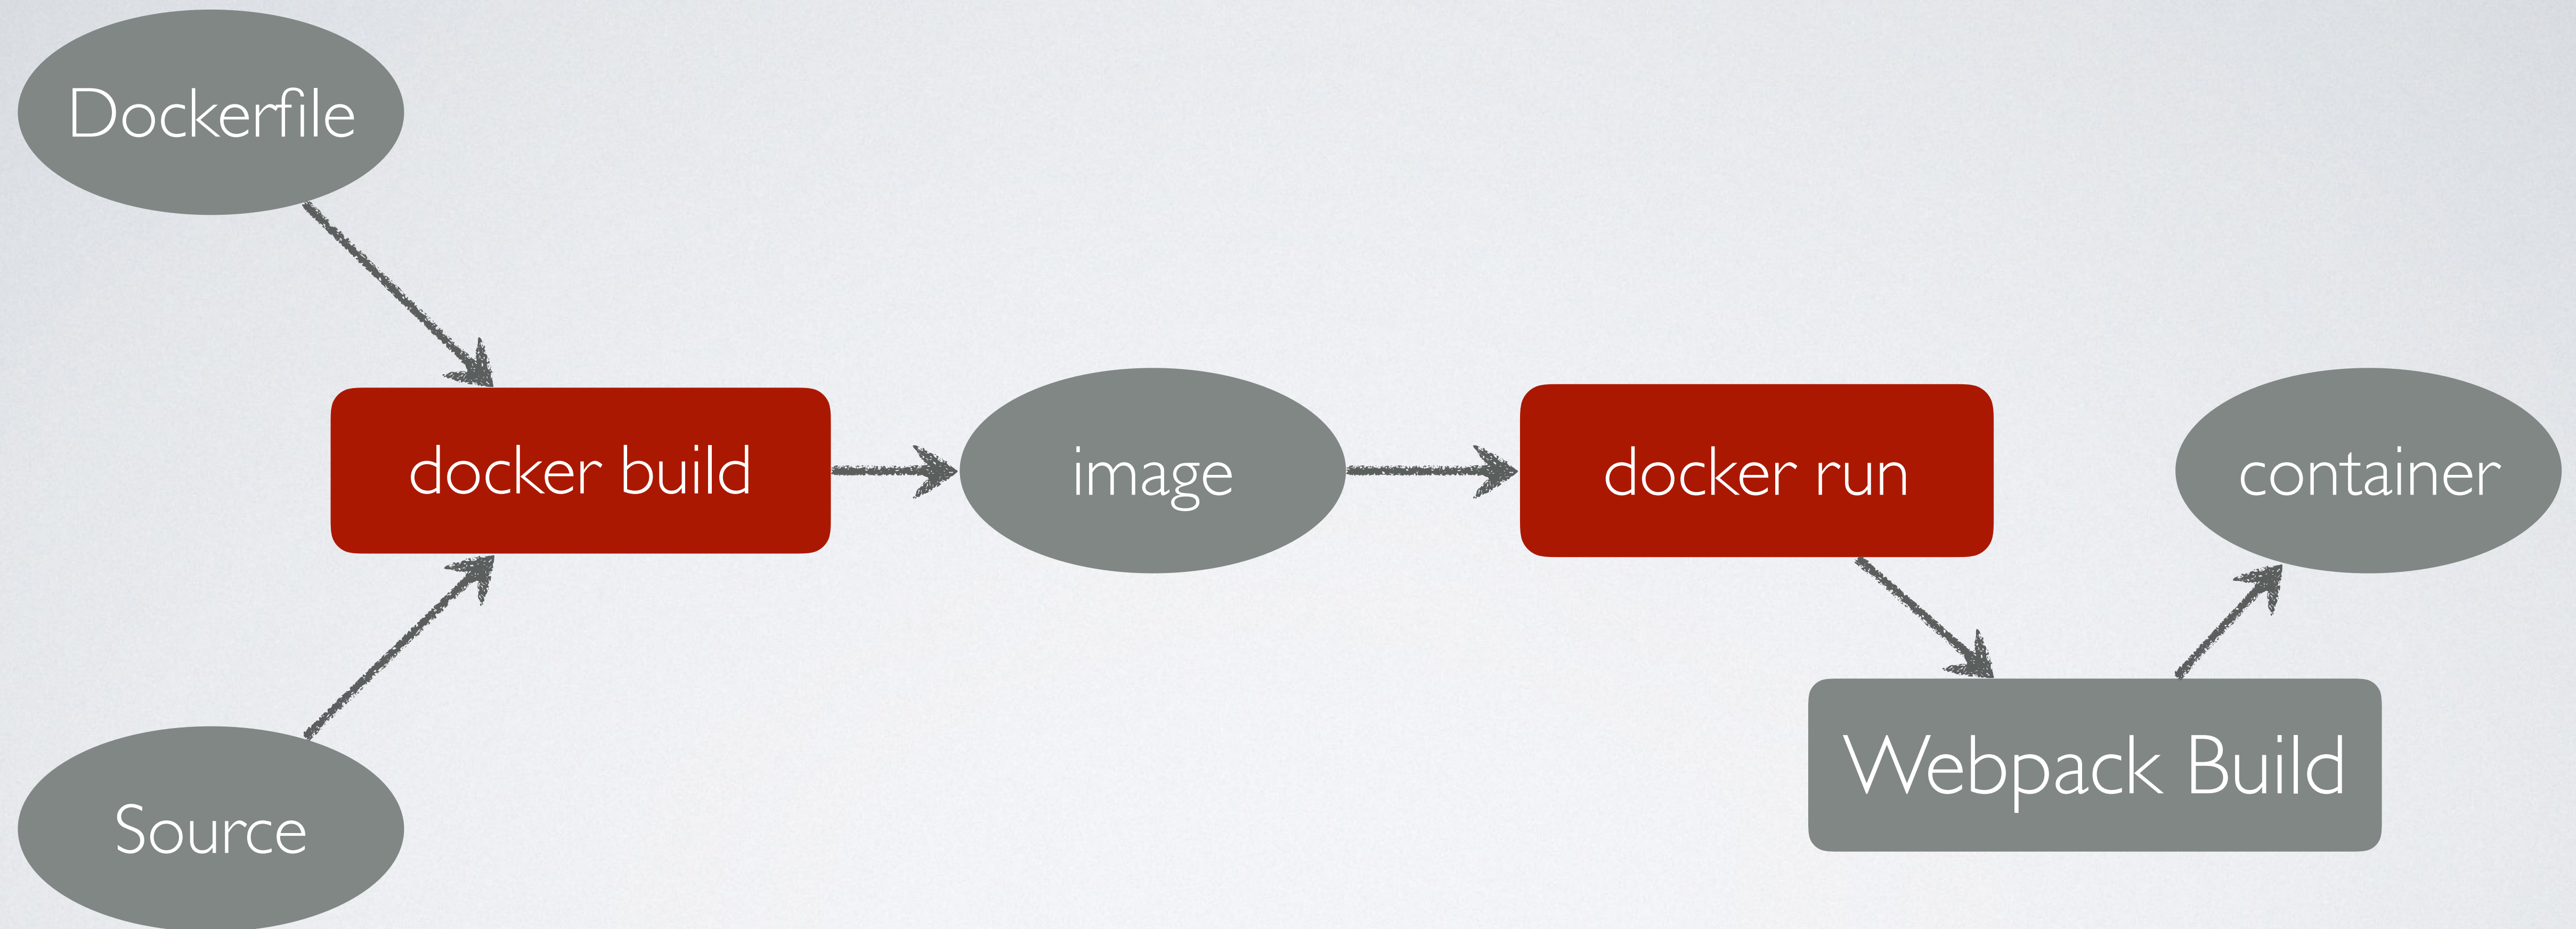 Dockerfile
docker build
image
docker run
container
Webpack Build
Source